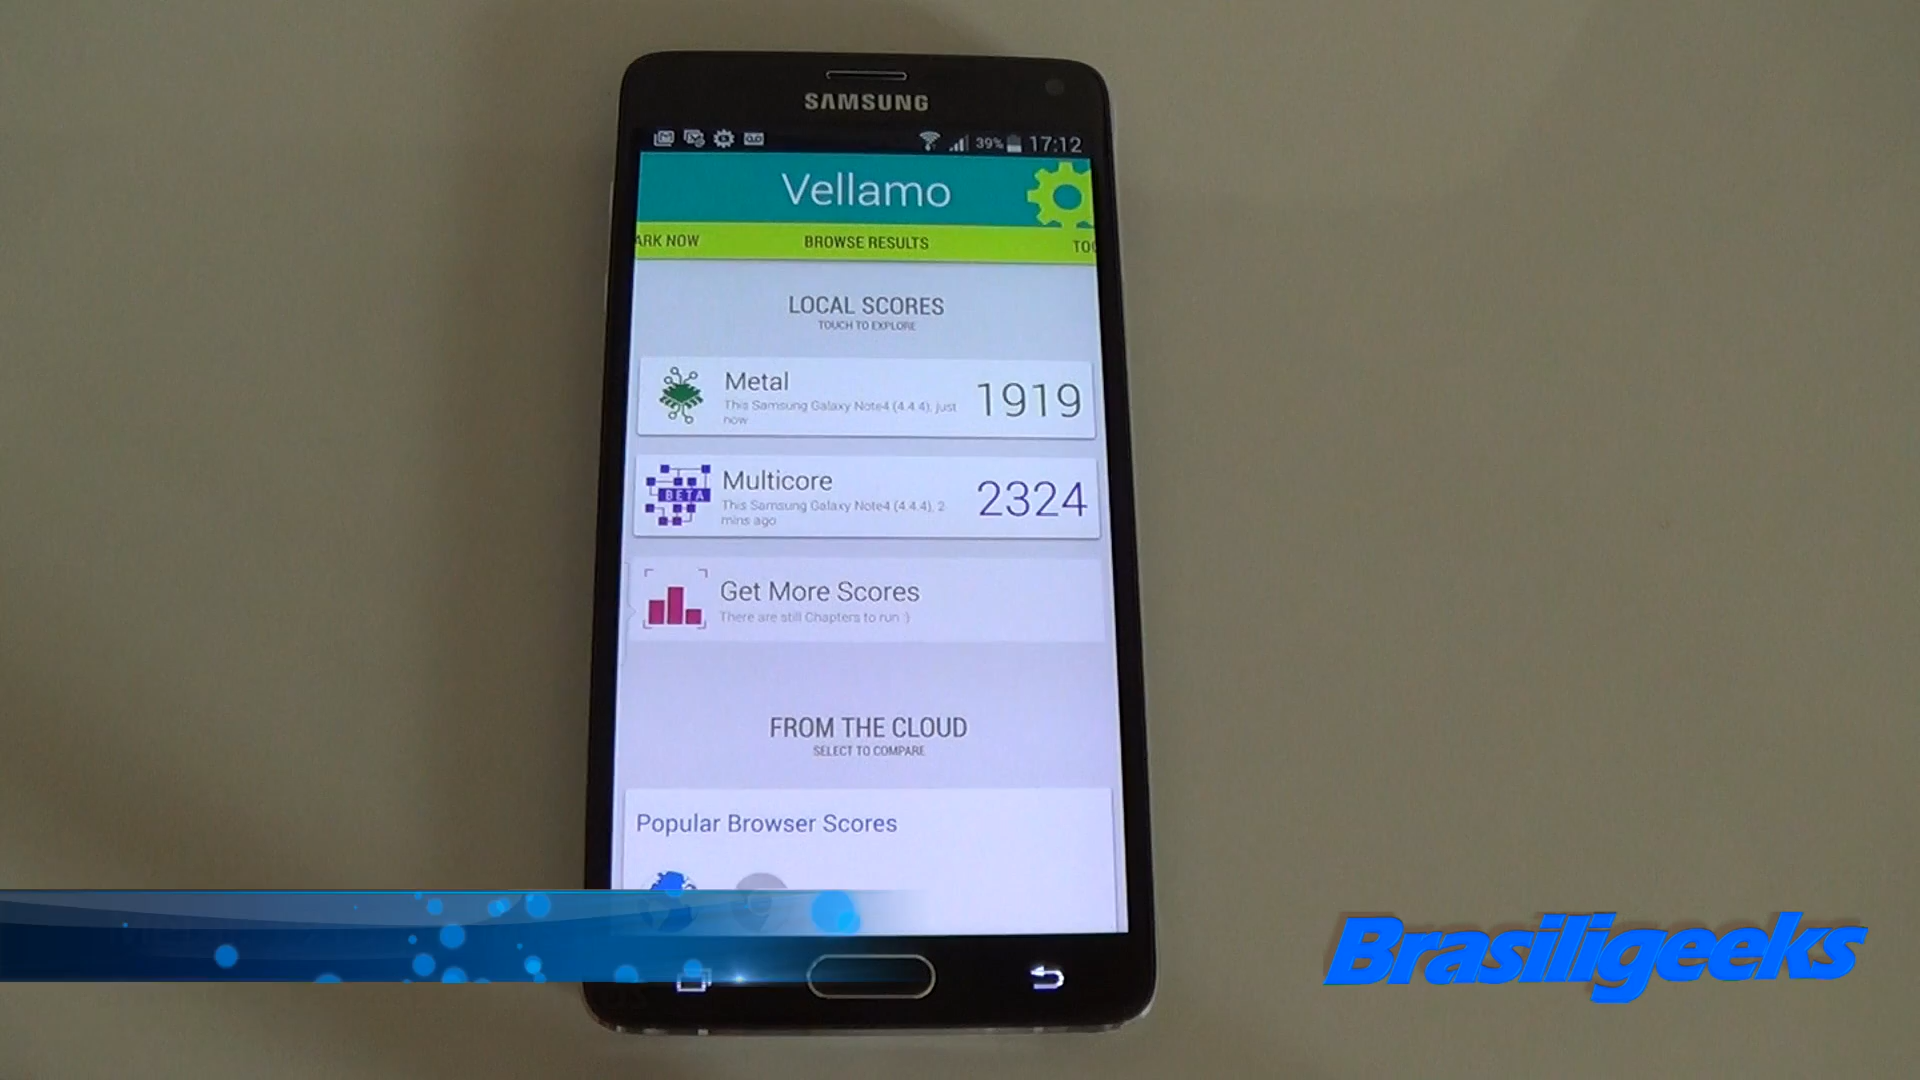 SAMSUNG
39% 17:12
Vellamo
ARK NOW BROWSE RESULTS TOO
LOCAL SCORES
TOUCH TO EXPLORE
Metal
This Samsung Galaxy Note4 (4.4.4), just
now
1919
BETA
Multicore
This Samsung Galaxy Note4 (4.4.4), 2
mins ago
2324
Get More Scores
There are still Chapters to run :)
FROM THE CLOUD
SELECT TO COMPARE
Popular Browser Scores
Brasiligeeks